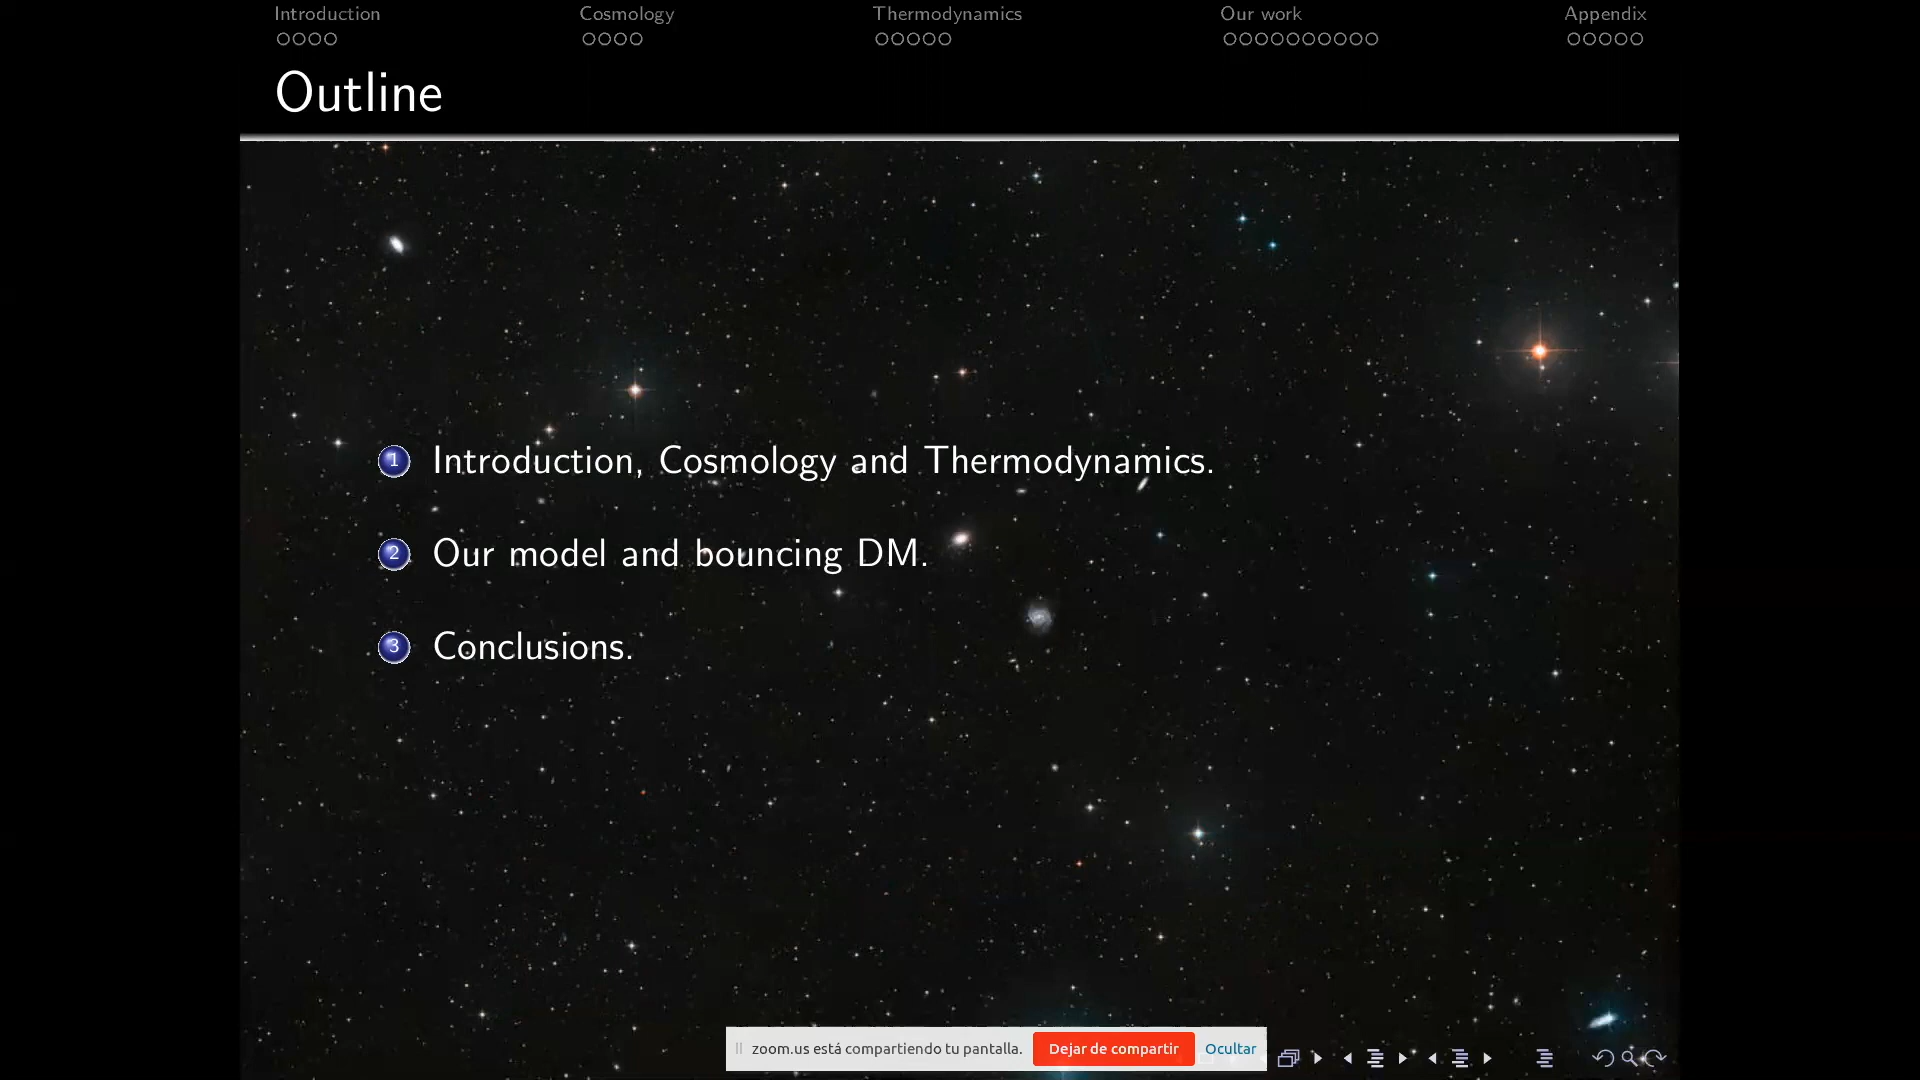 Introduction Cosmology Thermodynamics Our work Appendix
Outline
1 Introduction, Cosmology and Thermodynamics.
2 Our model and bouncing DM.
3 Conclusions.
zoom.us está compartiendo tu pantalla. Dejar de compartir Ocultar